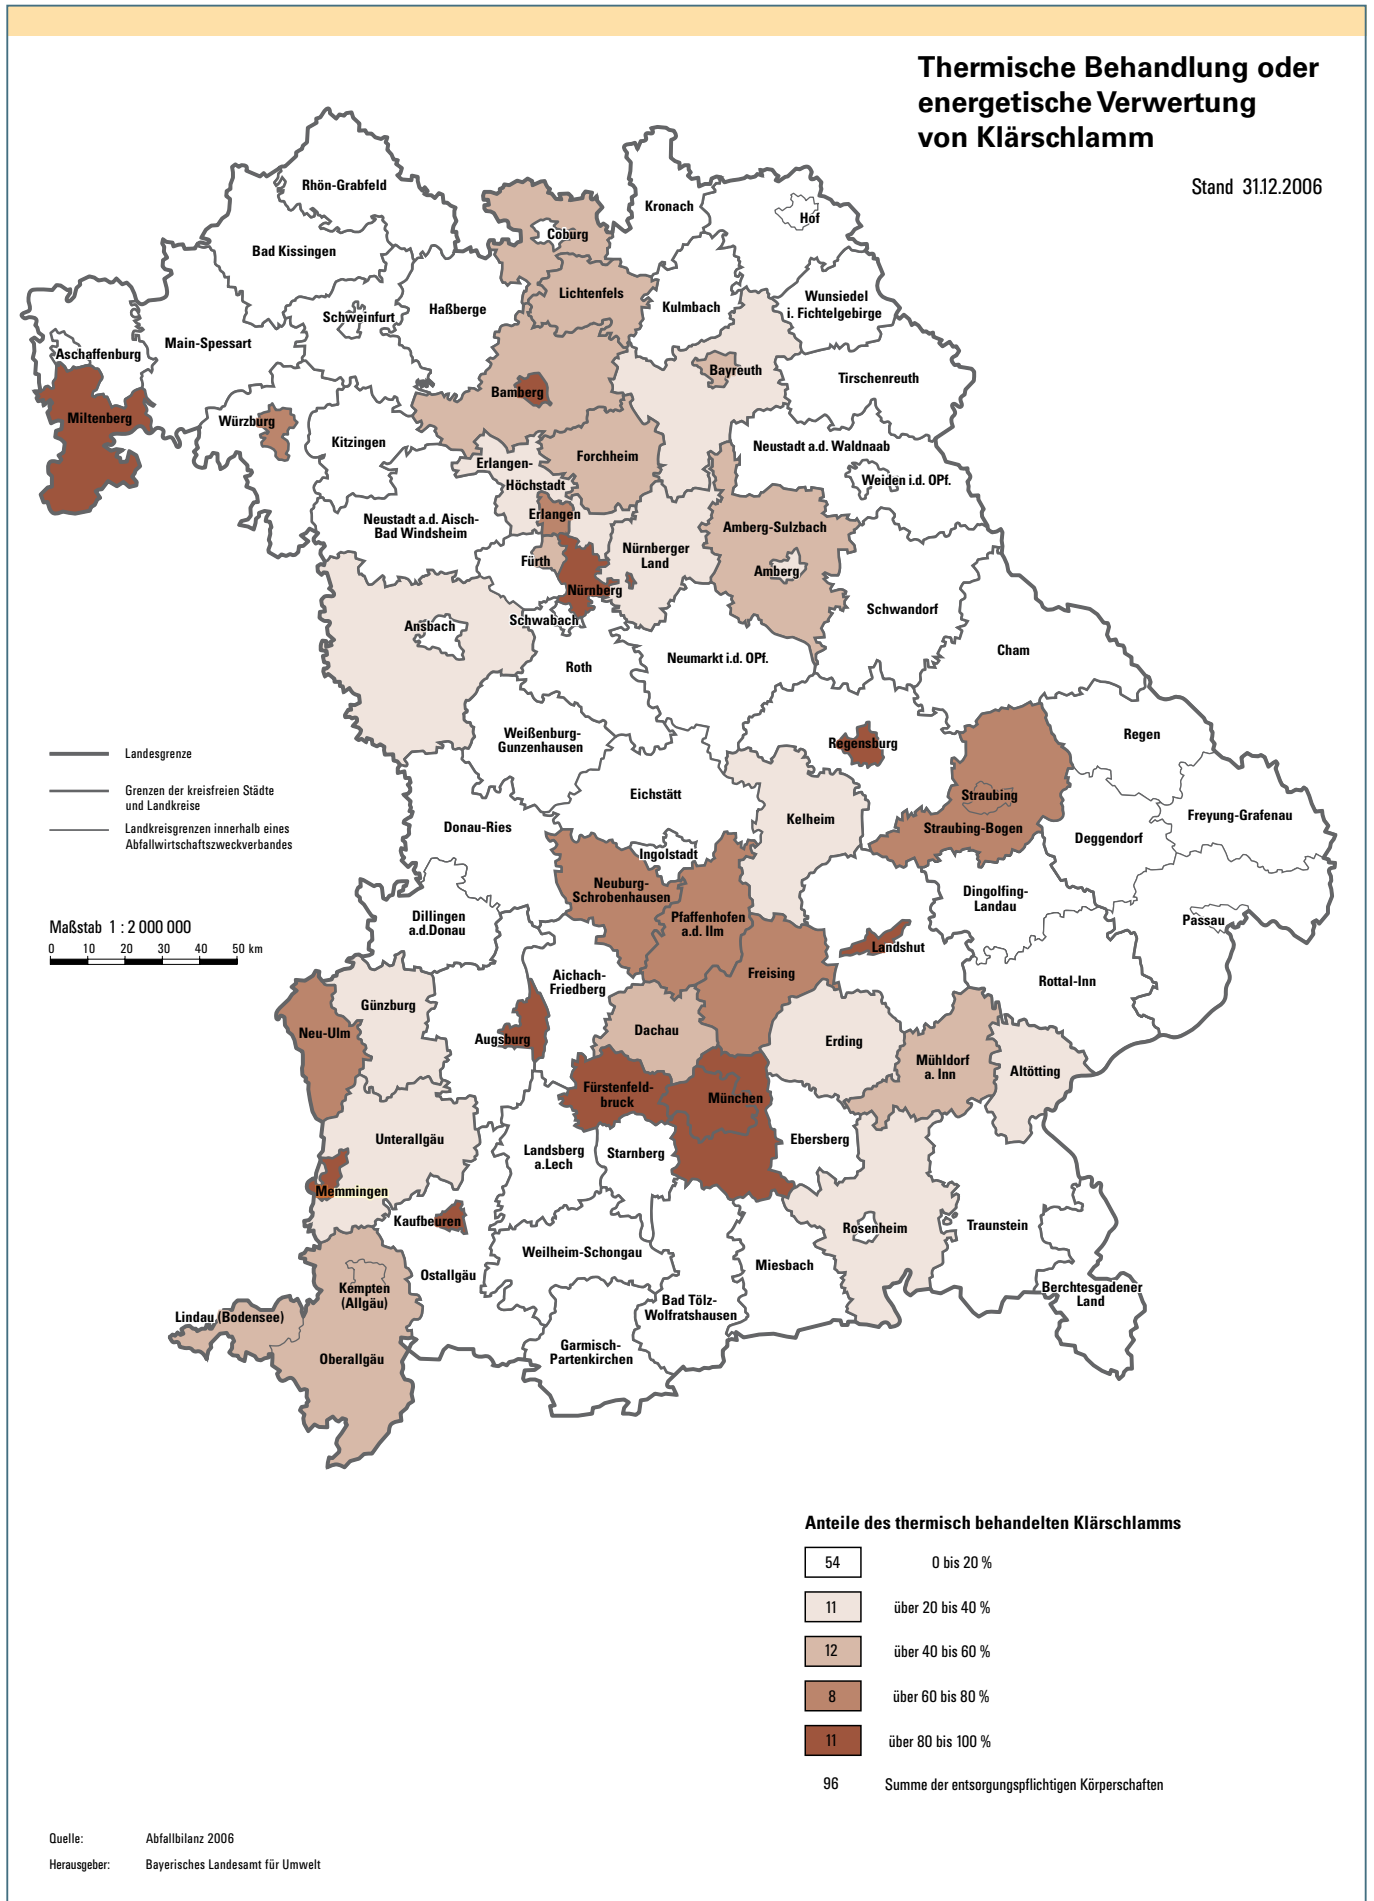 Thermische Behandlung oder
energetische Verwertung
von Klärschlamm
Stand 31.12.2006
Rhön-Grabfeld
Kronach
Hof
Coburg
Bad Kissingen
Lichtenfels
Wunsiedel
i. Fichtelgebirge
Haßberge
Kulmbach
Schweinfurt
Main-Spessart
Aschaffenburg
Bayreuth
Tirschenreuth
Bamberg
Miltenberg
Würzburg
Kitzingen
Neustadt a.d. Waldnaab
Forchheim
Erlangen-
Höchstadt
Weiden i.d. OPf.
Erlangen
Neustadt a.d. Aisch-
Bad Windsheim
Amberg-Sulzbach
Nürnberger
Land
Fürth
Amberg
Nürnberg
Schwandorf
Schwabach
Ansbach
Cham
Roth
Neumarkt i.d. OPf.
Weißenburg-
Gunzenhausen
Regensburg
Regen
Landesgrenze
Grenzen der kreisfreien Städte
und Landkreise
Landkreisgrenzen innerhalb eines
Abfallwirtschaftszweckverbandes
Eichstätt
Straubing
Kelheim
Straubing-Bogen
Freyung-Grafenau
Donau-Ries
Deggendorf
Ingolstadt
Neuburg-
Schrobenhausen
Dingolfing-
Landau
Dillingen
a.d.Donau
Pfaffenhofen
a.d. Ilm
Passau
Maßstab 1 : 2 000 000
0 10 20 30 40 50 km
Landshut
Aichach-
Friedberg
Freising
Rottal-Inn
Günzburg
Neu-Ulm
Dachau
Augsburg
Erding
Mühldorf
a. Inn
Altötting
Fürstenfeld-
bruck
München
Unterallgäu
Ebersberg
Landsberg
a.Lech
Starnberg
Memmingen
Kaufbeuren
Rosenheim
Traunstein
Weilheim-Schongau
Miesbach
Ostallgäu
Kempten
(Allgäu)
Berchtesgadener
Land
Bad Tölz-
Wolfratshausen
Lindau (Bodensee)
Garmisch-
Partenkirchen
Oberallgäu
Anteile des thermisch behandelten Klärschlamms
54 0 bis 20 %
11 über 20 bis 40 %
12 über 40 bis 60 %
8 über 60 bis 80 %
11 über 80 bis 100 %
96 Summe der entsorgungspflichtigen Körperschaften
Quelle: Abfallbilanz 2006
Herausgeber: Bayerisches Landesamt für Umwelt